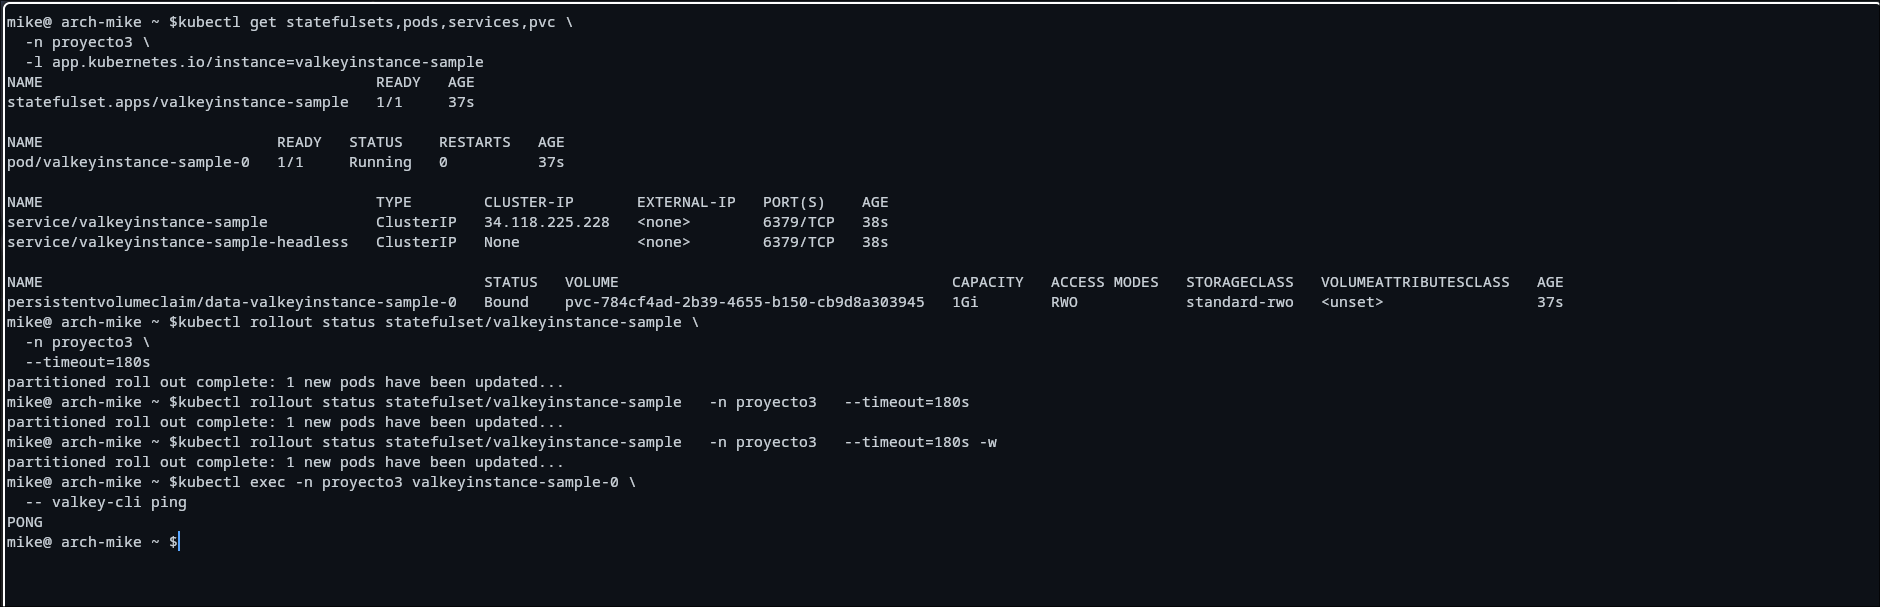 mike@ arch-mike ~ $kubectl get statefulsets,pods,services,pvc \
  -n proyecto3 \
  -l app.kubernetes.io/instance=valkeyinstance-sample
NAME                                     READY   AGE
statefulset.apps/valkeyinstance-sample   1/1     37s

NAME                          READY   STATUS    RESTARTS   AGE
pod/valkeyinstance-sample-0   1/1     Running   0          37s

NAME                                     TYPE        CLUSTER-IP       EXTERNAL-IP   PORT(S)    AGE
service/valkeyinstance-sample            ClusterIP   34.118.225.228   <none>        6379/TCP   38s
service/valkeyinstance-sample-headless   ClusterIP   None             <none>        6379/TCP   38s

NAME                                                 STATUS   VOLUME                                     CAPACITY   ACCESS MODES   STORAGECLASS   VOLUMEATTRIBUTESCLASS   AGE
persistentvolumeclaim/data-valkeyinstance-sample-0   Bound    pvc-784cf4ad-2b39-4655-b150-cb9d8a303945   1Gi        RWO            standard-rwo   <unset>                 37s
mike@ arch-mike ~ $kubectl rollout status statefulset/valkeyinstance-sample \
  -n proyecto3 \
  --timeout=180s
partitioned roll out complete: 1 new pods have been updated...
mike@ arch-mike ~ $kubectl rollout status statefulset/valkeyinstance-sample   -n proyecto3   --timeout=180s
partitioned roll out complete: 1 new pods have been updated...
mike@ arch-mike ~ $kubectl rollout status statefulset/valkeyinstance-sample   -n proyecto3   --timeout=180s -w
partitioned roll out complete: 1 new pods have been updated...
mike@ arch-mike ~ $kubectl exec -n proyecto3 valkeyinstance-sample-0 \
  -- valkey-cli ping
PONG
mike@ arch-mike ~ $